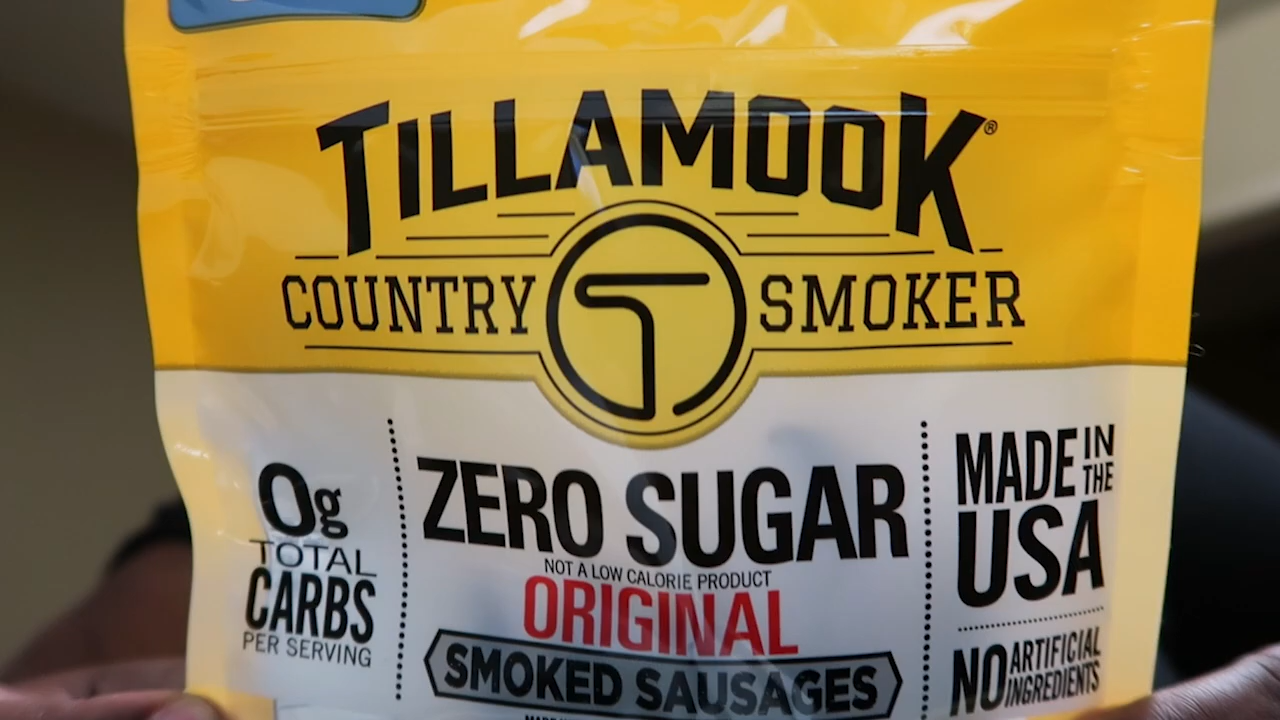 TILLAMOOK®
COUNTRY SMOKER
0g
TOTAL
CARBS
PER SERVING
ZERO SUGAR
NOT A LOW CALORIE PRODUCT
ORIGINAL
SMOKED SAUSAGES
MADE IN THE
USA
NO ARTIFICIAL
INGREDIENTS